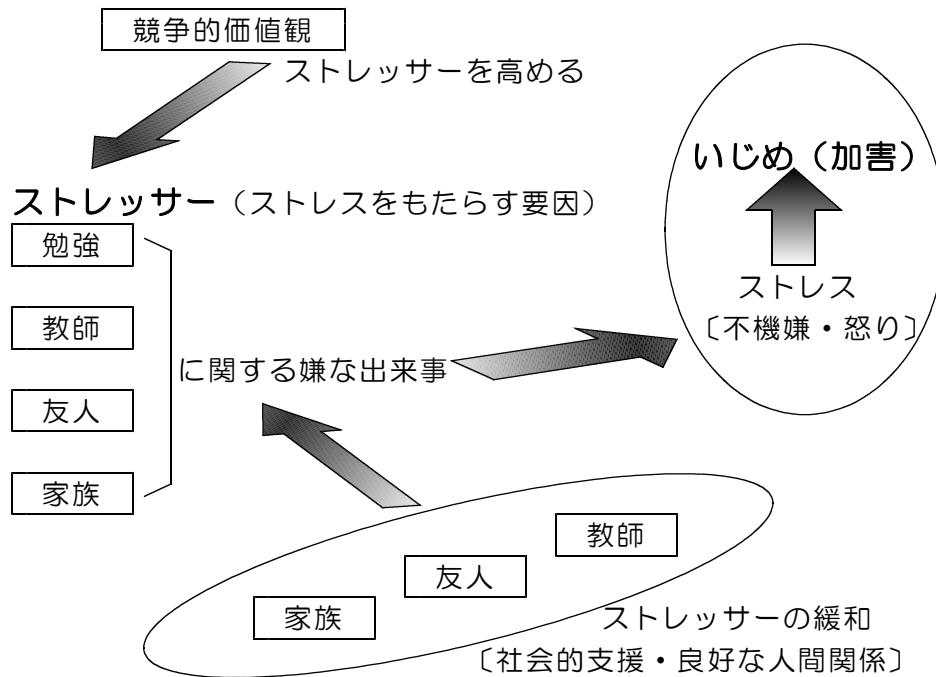 競争的価値観
ストレッサーを高める
いじめ（加害）
ストレッサー（ストレスをもたらす要因）
勉強
教師
友人
家族
に関する嫌な出来事
ストレス
〔不機嫌・怒り〕
教師
友人
家族
ストレッサーの緩和
〔社会的支援・良好な人間関係〕